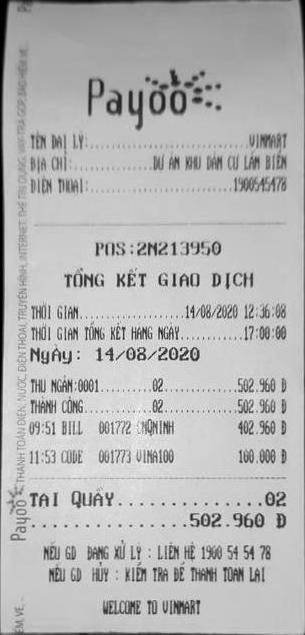 Payoo
TÊN ĐẠI LÝ:....................VINMART
ĐỊA CHỈ:............DỰ ÁN KHU DÂN CƯ LÂM BIÊN
ĐIỆN THOẠI:....................1900545478
POS:2N213950
TỔNG KẾT GIAO DỊCH
THỜI GIAN................14/08/2020 12:36:08
THỜI GIAN TỔNG KẾT HÀNG NGÀY......17:00:00
Ngày: 14/08/2020
THU NGÂN:0001........02..........502.960 Đ
THÀNH CÔNG...........02..........502.960 Đ
09:51 BILL 001772 CNQNINH 402.960 Đ
11:53 CODE 001773 VINA100 100.000 Đ
TẠI QUẦY.............02
..............502.960 Đ
NẾU GD ĐANG XỬ LÝ : LIÊN HỆ 1900 54 54 78
NẾU GD HỦY : KIỂM TRA ĐỂ THANH TOÁN LẠI
WELCOME TO VINMART
Payoo THANH TOÁN ĐIỆN, NƯỚC, ĐIỆN THOẠI, TRUYỀN HÌNH, INTERNET, THẺ TÍN DỤNG, VAY TRẢ GÓP, BẢO HIỂM VÉ...